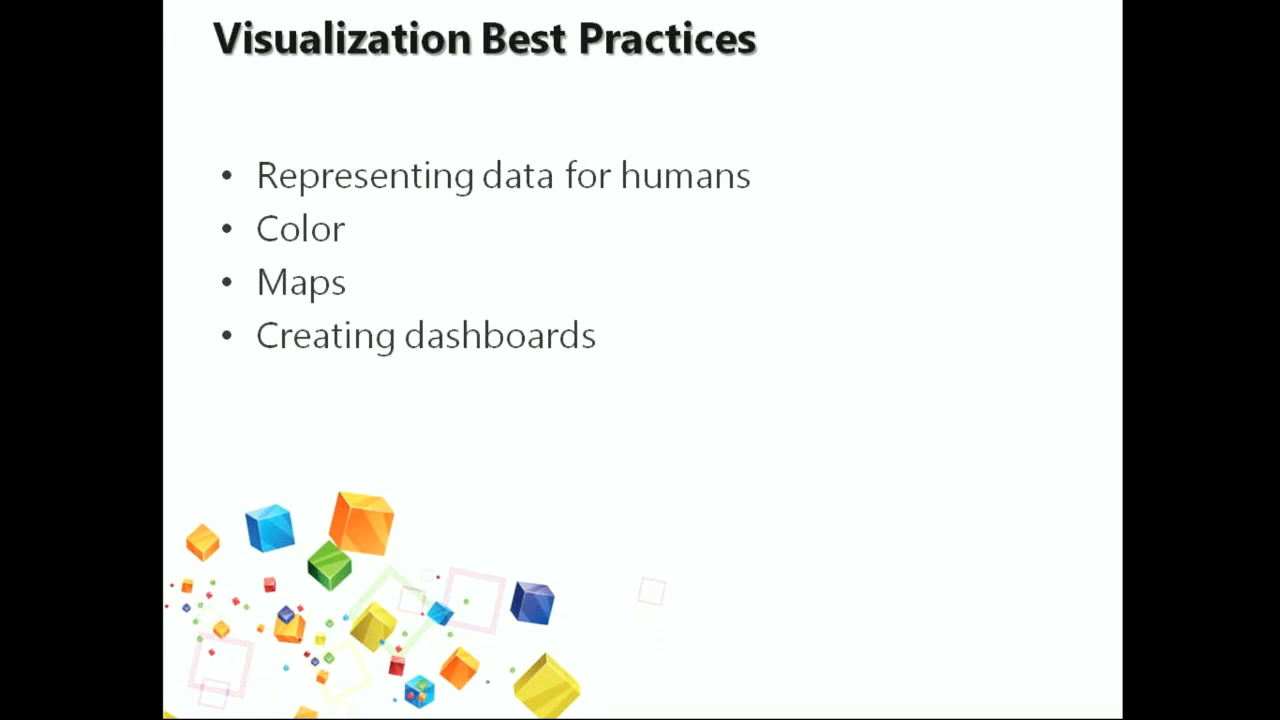 Visualization Best Practices
• Representing data for humans
• Color
• Maps
• Creating dashboards